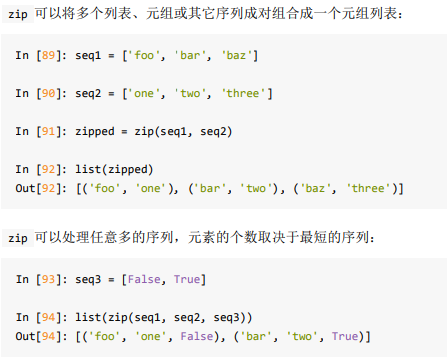 zip 可以将多个列表、元组或其它序列成对组合成一个元组列表：
In [89]: seq1 = ['foo', 'bar', 'baz']
In [90]: seq2 = ['one', 'two', 'three']
In [91]: zipped = zip(seq1, seq2)
In [92]: list(zipped)
Out[92]: [('foo', 'one'), ('bar', 'two'), ('baz', 'three')]
zip 可以处理任意多的序列，元素的个数取决于最短的序列：
In [93]: seq3 = [False, True]
In [94]: list(zip(seq1, seq2, seq3))
Out[94]: [('foo', 'one', False), ('bar', 'two', True)]